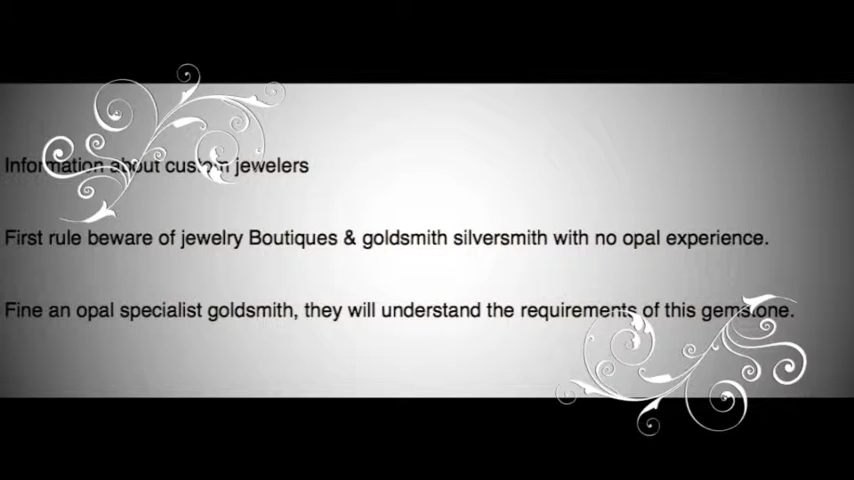 Information about custom jewelers
First rule beware of jewelry Boutiques & goldsmith silversmith with no opal experience.
Fine an opal specialist goldsmith, they will understand the requirements of this gemstone.